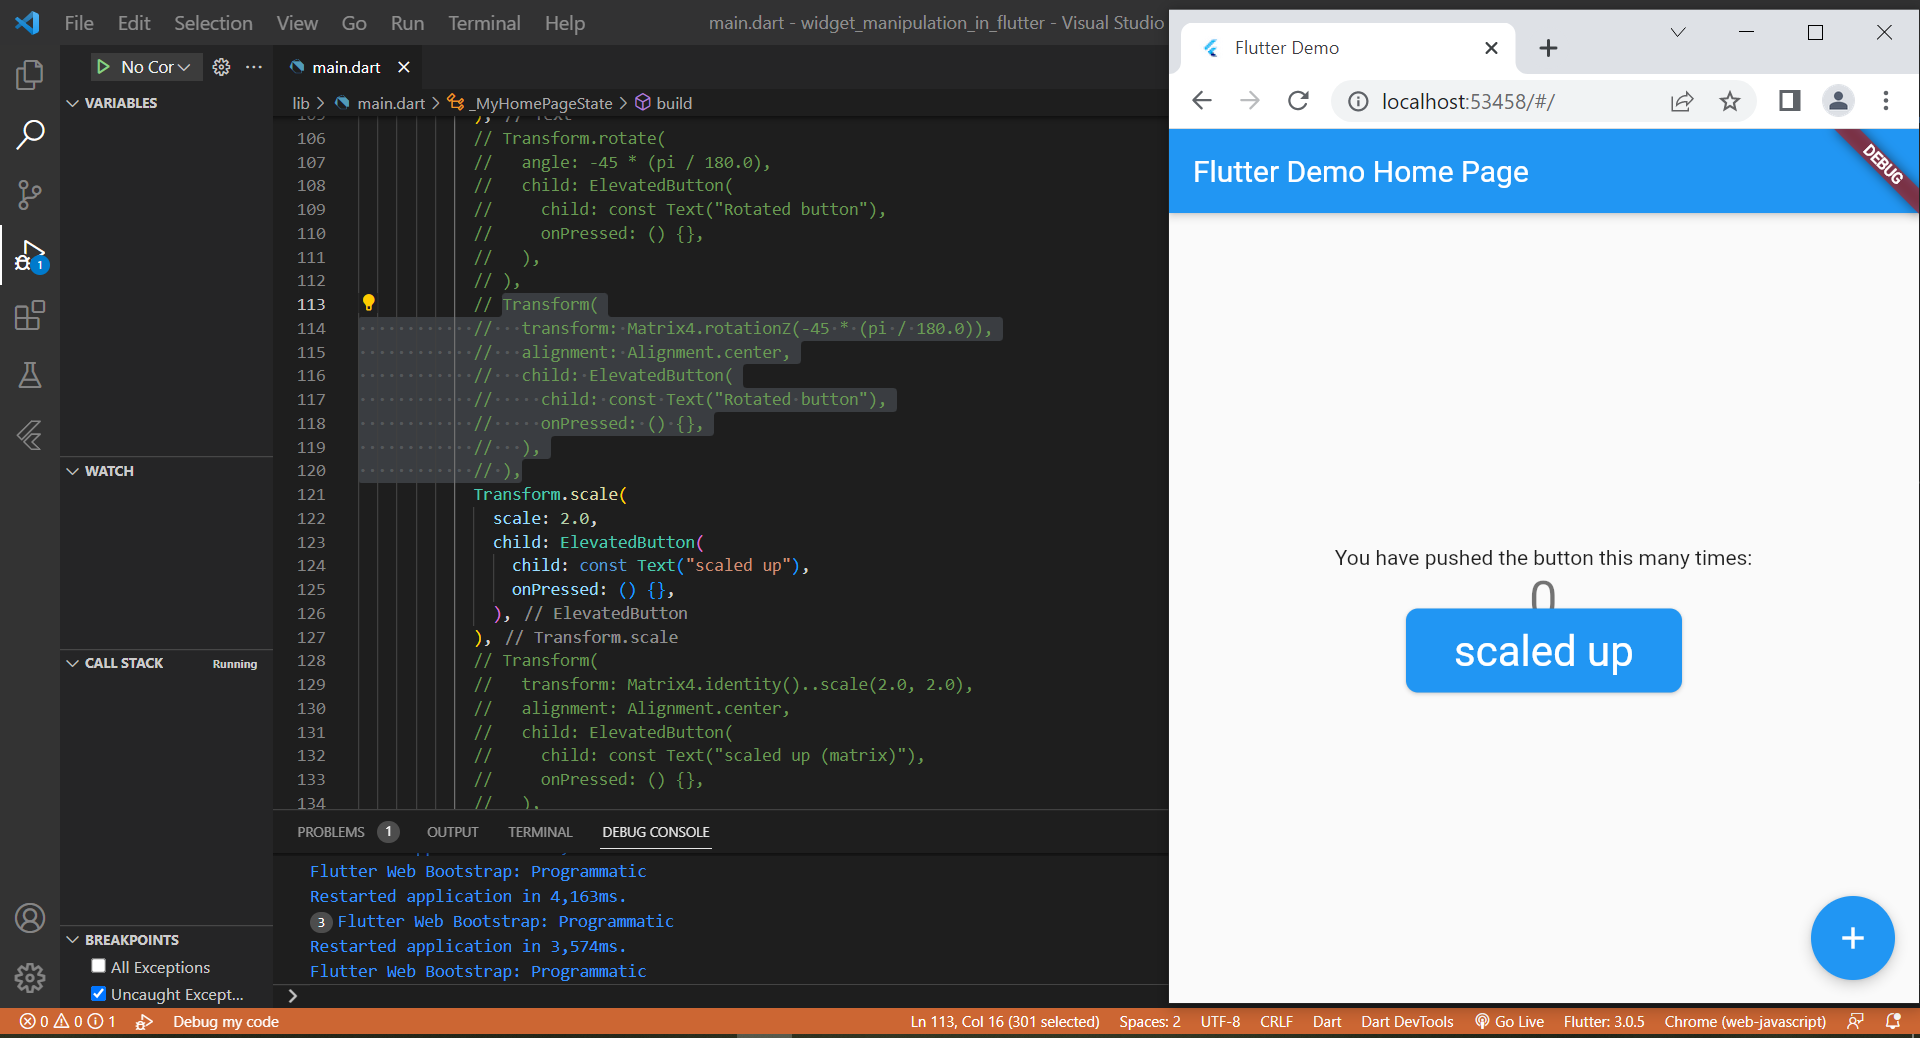 File Edit Selection View Go Run Terminal Help main.dart - widget_manipulation_in_flutter - Visual Studio
No Cor
VARIABLES
WATCH
CALL STACK Running
BREAKPOINTS
All Exceptions
Uncaught Except...
main.dart
lib > main.dart > _MyHomePageState > build
105 ), // Text
106 // Transform.rotate(
107 //   angle: -45 * (pi / 180.0),
108 //   child: ElevatedButton(
109 //     child: const Text("Rotated button"),
110 //     onPressed: () {},
111 //   ),
112 // ),
113 // Transform(
114 //   transform: Matrix4.rotationZ(-45 * (pi / 180.0)),
115 //   alignment: Alignment.center,
116 //   child: ElevatedButton(
117 //     child: const Text("Rotated button"),
118 //     onPressed: () {},
119 //   ),
120 // ),
121 Transform.scale(
122   scale: 2.0,
123   child: ElevatedButton(
124     child: const Text("scaled up"),
125     onPressed: () {},
126   ), // ElevatedButton
127 ), // Transform.scale
128 // Transform(
129 //   transform: Matrix4.identity()..scale(2.0, 2.0),
130 //   alignment: Alignment.center,
131 //   child: ElevatedButton(
132 //     child: const Text("scaled up (matrix)"),
133 //     onPressed: () {},
134 //   ),
PROBLEMS 1 OUTPUT TERMINAL DEBUG CONSOLE
Flutter Web Bootstrap: Programmatic
Restarted application in 4,163ms.
3 Flutter Web Bootstrap: Programmatic
Restarted application in 3,574ms.
Flutter Web Bootstrap: Programmatic
>
1
Flutter Demo
localhost:53458/#/
Flutter Demo Home Page
DEBUG
You have pushed the button this many times:
0
scaled up
+
0 0 1 Debug my code Ln 113, Col 16 (301 selected) Spaces: 2 UTF-8 CRLF Dart Dart DevTools Go Live Flutter: 3.0.5 Chrome (web-javascript)